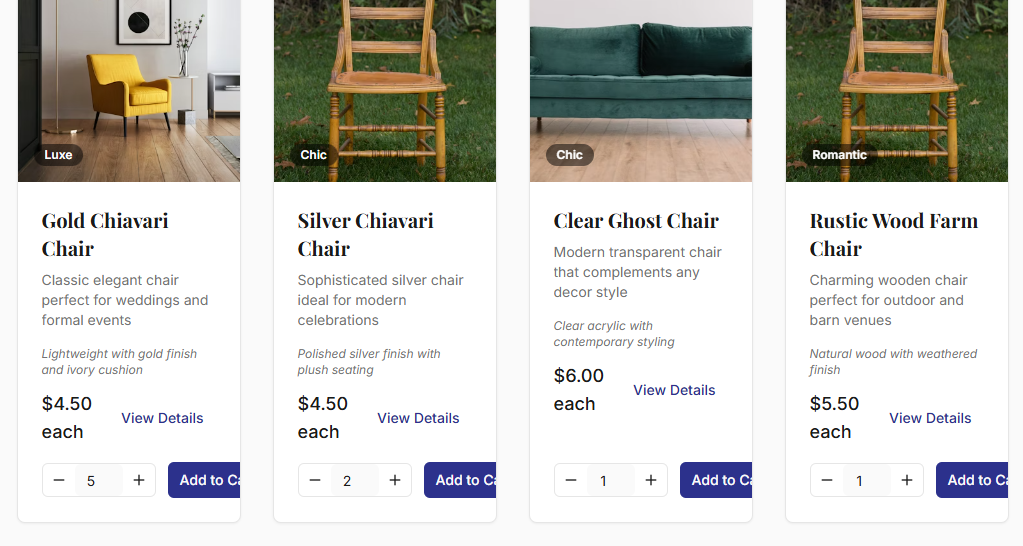 Luxe
Gold Chiavari
Chair
Classic elegant chair
perfect for weddings and
formal events
Lightweight with gold finish
and ivory cushion
$4.50
each
View Details
− 5 + Add to Ca
Chic
Silver Chiavari
Chair
Sophisticated silver chair
ideal for modern
celebrations
Polished silver finish with
plush seating
$4.50
each
View Details
− 2 + Add to Ca
Chic
Clear Ghost Chair
Modern transparent chair
that complements any
decor style
Clear acrylic with
contemporary styling
$6.00
each
View Details
− 1 + Add to Ca
Romantic
Rustic Wood Farm
Chair
Charming wooden chair
perfect for outdoor and
barn venues
Natural wood with weathered
finish
$5.50
each
View Details
− 1 + Add to Ca